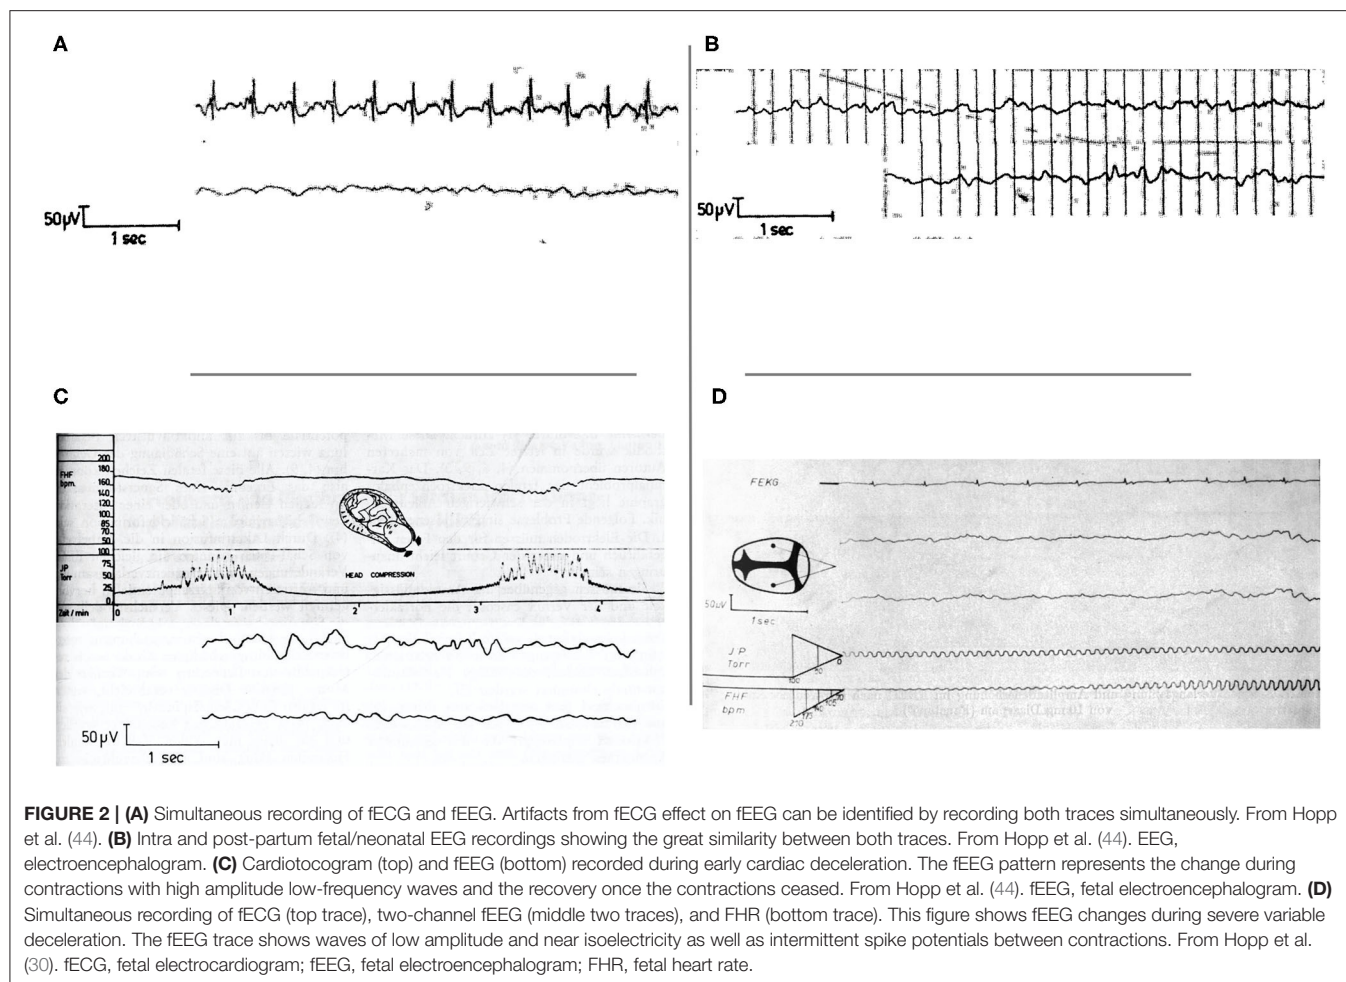 A
50µV
1 sec
B
50µV
1 sec
C
FHF
bpm.
200
180
160
140
120
100
85
70
50
100
75
50
25
0
JP
Torr
HEAD COMPRESSION
Zeit / min
0
1
2
3
4
50µV
1 sec
D
FEKG
50µV
1sec
J P
Torr
100
50
0
FHF
bpm
210
FIGURE 2 | (A) Simultaneous recording of fECG and fEEG. Artifacts from fECG effect on fEEG can be identified by recording both traces simultaneously. From Hopp
et al. (44). (B) Intra and post-partum fetal/neonatal EEG recordings showing the great similarity between both traces. From Hopp et al. (44). EEG,
electroencephalogram. (C) Cardiotocogram (top) and fEEG (bottom) recorded during early cardiac deceleration. The fEEG pattern represents the change during
contractions with high amplitude low-frequency waves and the recovery once the contractions ceased. From Hopp et al. (44). fEEG, fetal electroencephalogram. (D)
Simultaneous recording of fECG (top trace), two-channel fEEG (middle two traces), and FHR (bottom trace). This figure shows fEEG changes during severe variable
deceleration. The fEEG trace shows waves of low amplitude and near isoelectricity as well as intermittent spike potentials between contractions. From Hopp et al.
(30). fECG, fetal electrocardiogram; fEEG, fetal electroencephalogram; FHR, fetal heart rate.